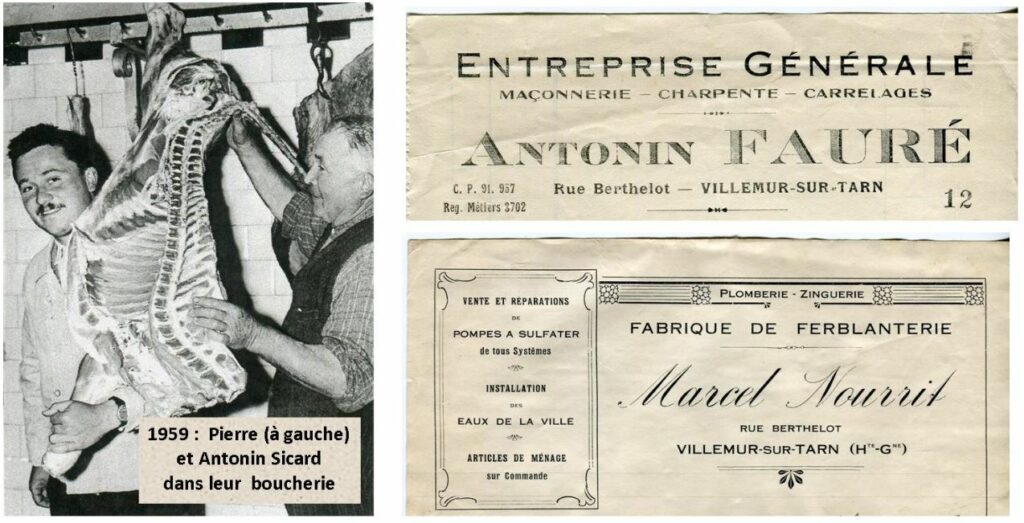 1959 : Pierre (à gauche)
et Antonin Sicard
dans leur boucherie
ENTREPRISE GÉNÉRALE
MAÇONNERIE – CHARPENTE – CARRELAGES
ANTONIN FAURÉ
C. P. 91. 957
Reg. Métiers 3702
Rue Berthelot — VILLEMUR-SUR-TARN
12
VENTE ET RÉPARATIONS
DE
POMPES A SULFATER
de tous Systèmes
INSTALLATION
DES
EAUX DE LA VILLE
ARTICLES DE MÉNAGE
sur Commande
PLOMBERIE - ZINGUERIE
FABRIQUE DE FERBLANTERIE
Marcel Nourrit
RUE BERTHELOT
VILLEMUR-SUR-TARN (Hᵀᴱ-Gᴺᴱ)